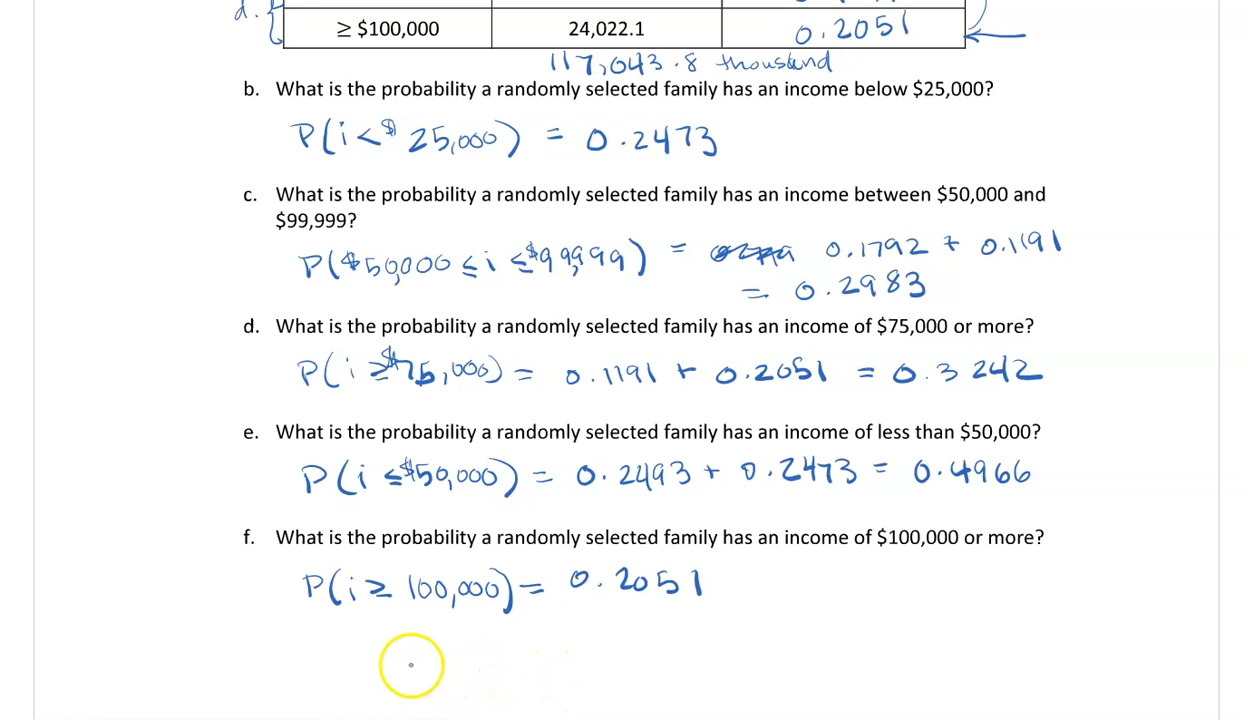 d.
≥ $100,000 24,022.1 0.2051
117,043.8 thousand
b. What is the probability a randomly selected family has an income below $25,000?
P(i<$ 25,000) = 0.2473
c. What is the probability a randomly selected family has an income between $50,000 and
$99,999?
P($50,000 ≤ i ≤ $99,999) = 0.1792 + 0.1191
= 0.2983
d. What is the probability a randomly selected family has an income of $75,000 or more?
P(i ≥ $75,000) = 0.1191 + 0.2051 = 0.3242
e. What is the probability a randomly selected family has an income of less than $50,000?
P(i ≤ $50,000) = 0.2493 + 0.2473 = 0.4966
f. What is the probability a randomly selected family has an income of $100,000 or more?
P(i ≥ 100,000) = 0.2051